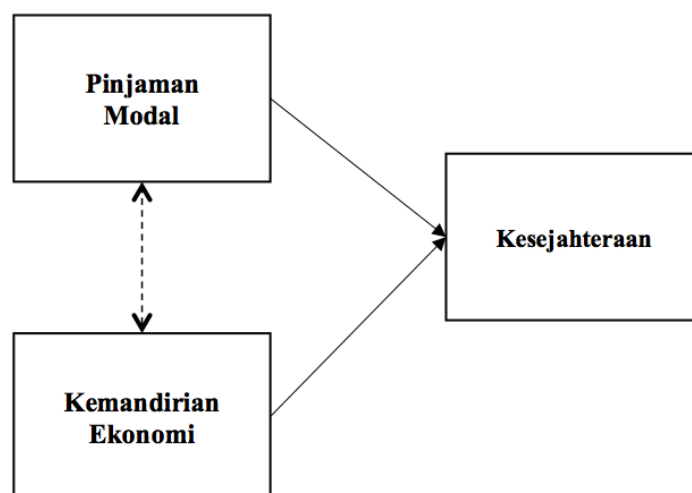 Pinjaman
Modal
Kesejahteraan
Kemandirian
Ekonomi